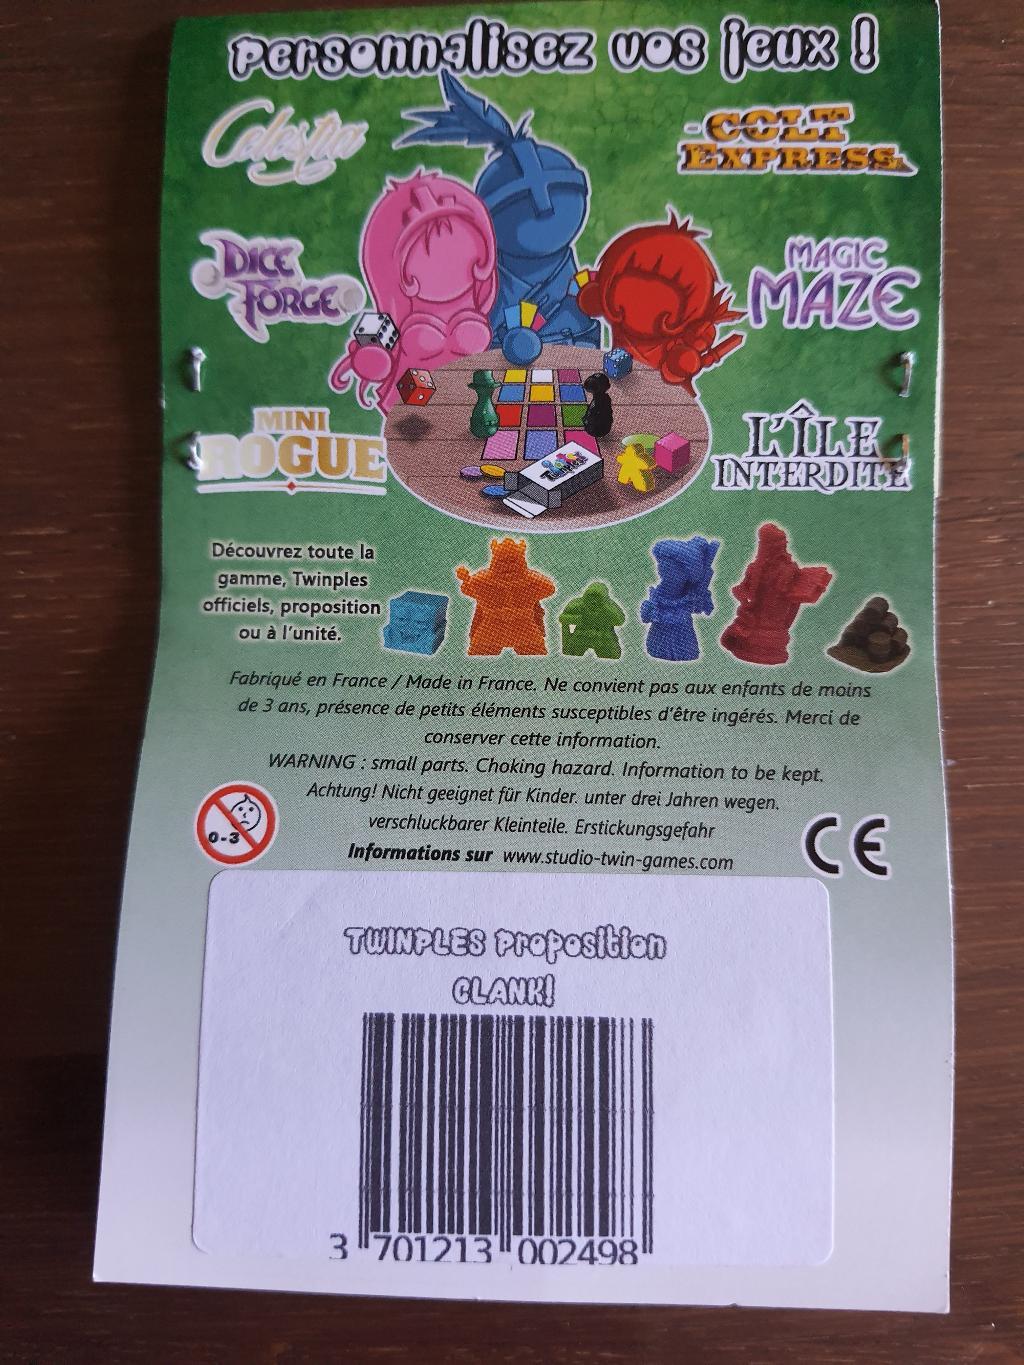 Personnalisez vos jeux !
Celestia
COLT
EXPRESS
DICE
FORGE
MAGIC
MAZE
MINI
ROGUE
L'ÎLE
INTERDITE
Twinples
Découvrez toute la
gamme, Twinples
officiels, proposition
ou à l'unité.
Fabriqué en France / Made in France. Ne convient pas aux enfants de moins
de 3 ans, présence de petits éléments susceptibles d'être ingérés. Merci de
conserver cette information.
WARNING : small parts. Choking hazard. Information to be kept.
Achtung! Nicht geeignet für Kinder. unter drei Jahren wegen.
verschluckbarer Kleinteile. Erstickungsgefahr
0-3
Informations sur www.studio-twin-games.com
CE
TWINPLES Proposition
CLANK!
3 701213 002498